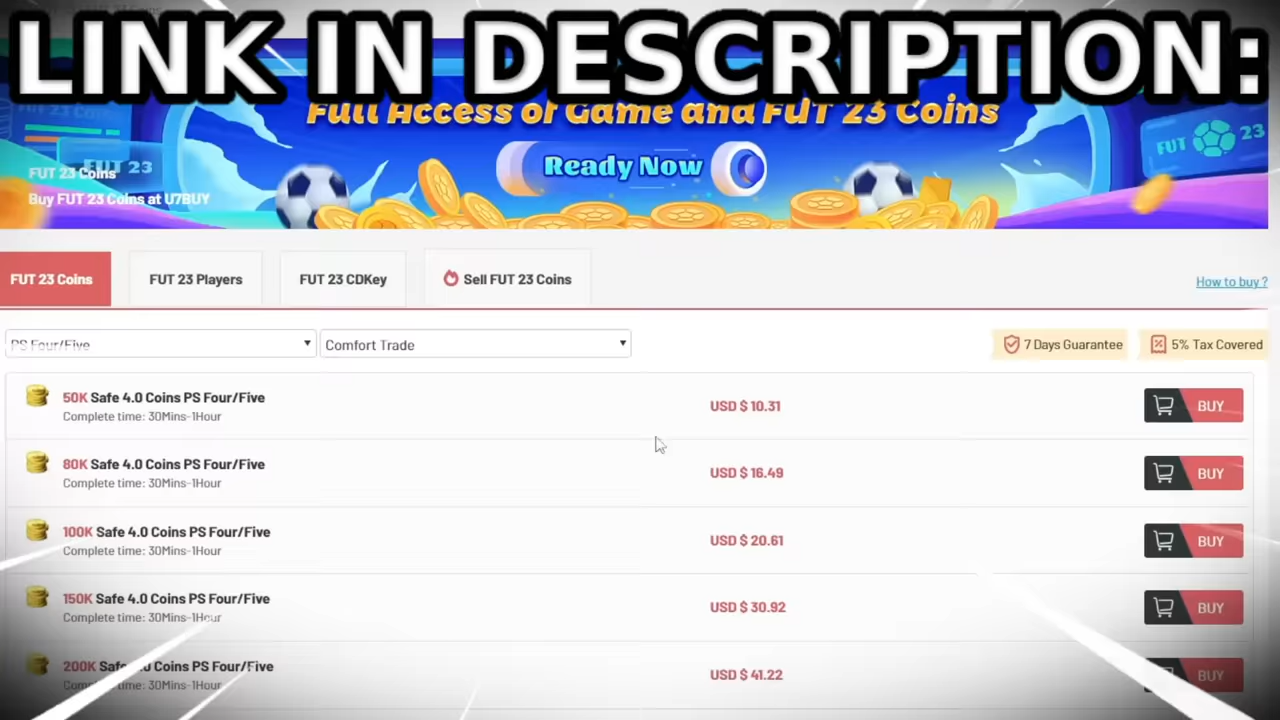 LINK IN DESCRIPTION:
Full Access of Game and FUT 23 Coins
Ready Now
FUT 23
FUT 23
FUT 23 Coins
Buy FUT 23 Coins at U7BUY
FUT 23 Coins
FUT 23 Players
FUT 23 CDKey
Sell FUT 23 Coins
How to buy ?
PS Four/Five
Comfort Trade
7 Days Guarantee
5% Tax Covered
50K Safe 4.0 Coins PS Four/Five
Complete time: 30Mins-1Hour
USD $ 10.31
BUY
80K Safe 4.0 Coins PS Four/Five
Complete time: 30Mins-1Hour
USD $ 16.49
BUY
100K Safe 4.0 Coins PS Four/Five
Complete time: 30Mins-1Hour
USD $ 20.61
BUY
150K Safe 4.0 Coins PS Four/Five
Complete time: 30Mins-1Hour
USD $ 30.92
BUY
200K Safe 4.0 Coins PS Four/Five
Complete time: 30Mins-1Hour
USD $ 41.22
BUY